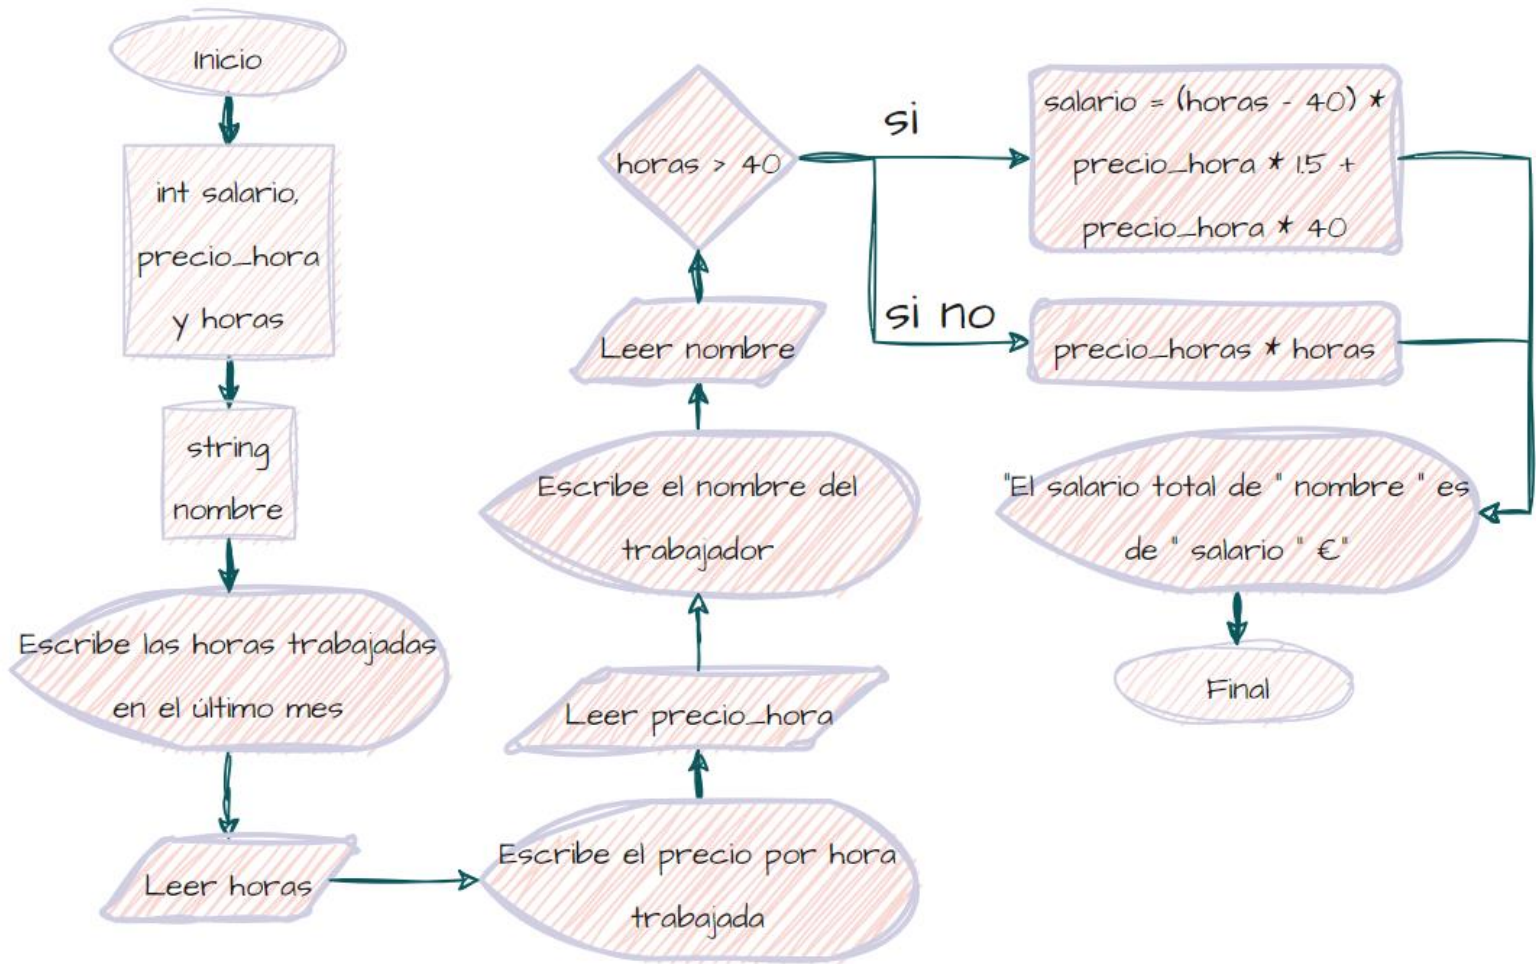 Inicio
int salario,
precio_hora
y horas
string
nombre
Escribe las horas trabajadas
en el último mes
Leer horas
Escribe el precio por hora
trabajada
Leer precio_hora
Escribe el nombre del
trabajador
Leer nombre
horas > 40
si
salario = (horas - 40) *
precio_hora * 1.5 +
precio_hora * 40
si no
precio_horas * horas
"El salario total de " nombre " es
de " salario " €"
Final